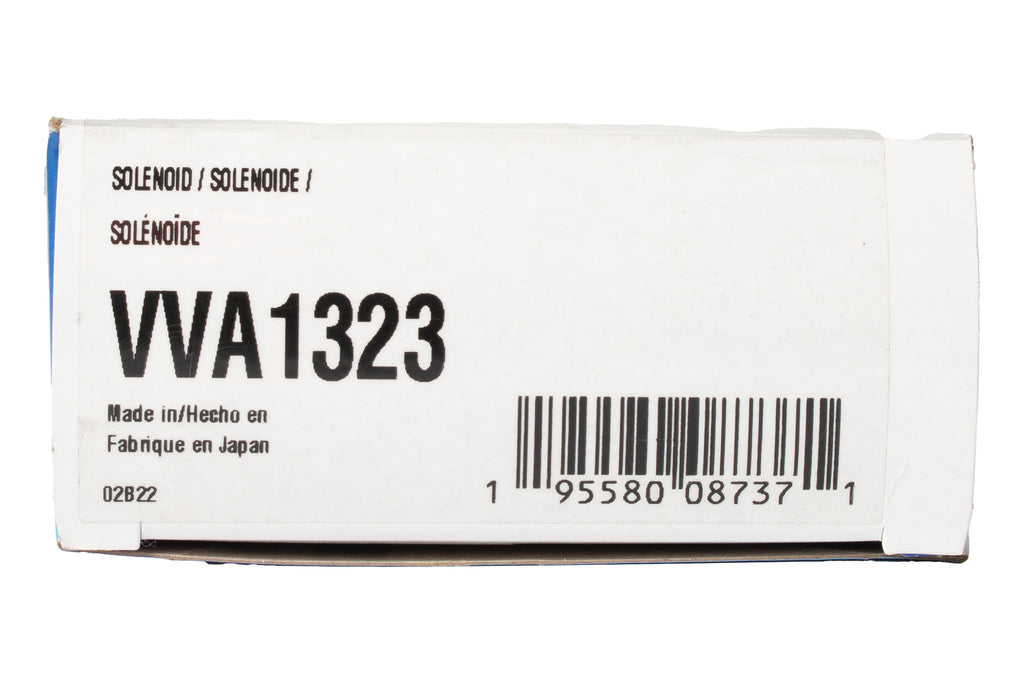 SOLENOID / SOLENOIDE /
SOLÉNOÏDE
VVA1323
Made in/Hecho en
Fabrique en Japan
02B22
1 95580 08737 1